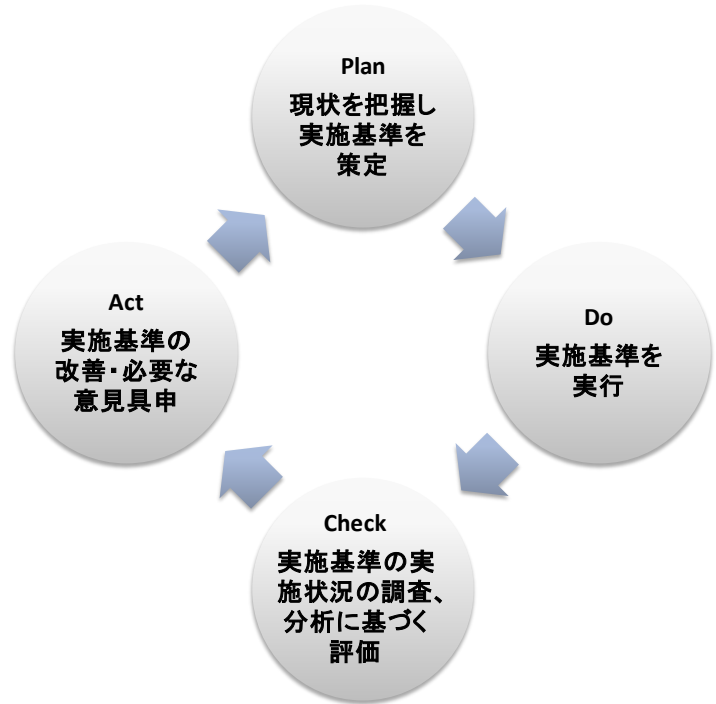 Plan
現状を把握し
実施基準を
策定
Do
実施基準を
実行
Check
実施基準の実
施状況の調査、
分析に基づく
評価
Act
実施基準の
改善・必要な
意見具申